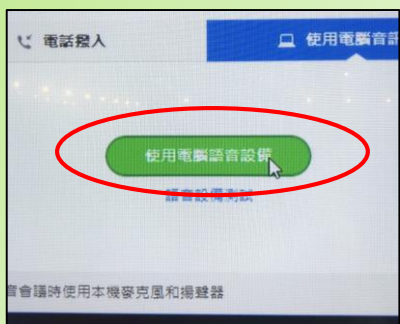 電話撥入
使用電腦音訊
使用電腦語音設備
語音設備測試
音會議時使用本機麥克風和揚聲器